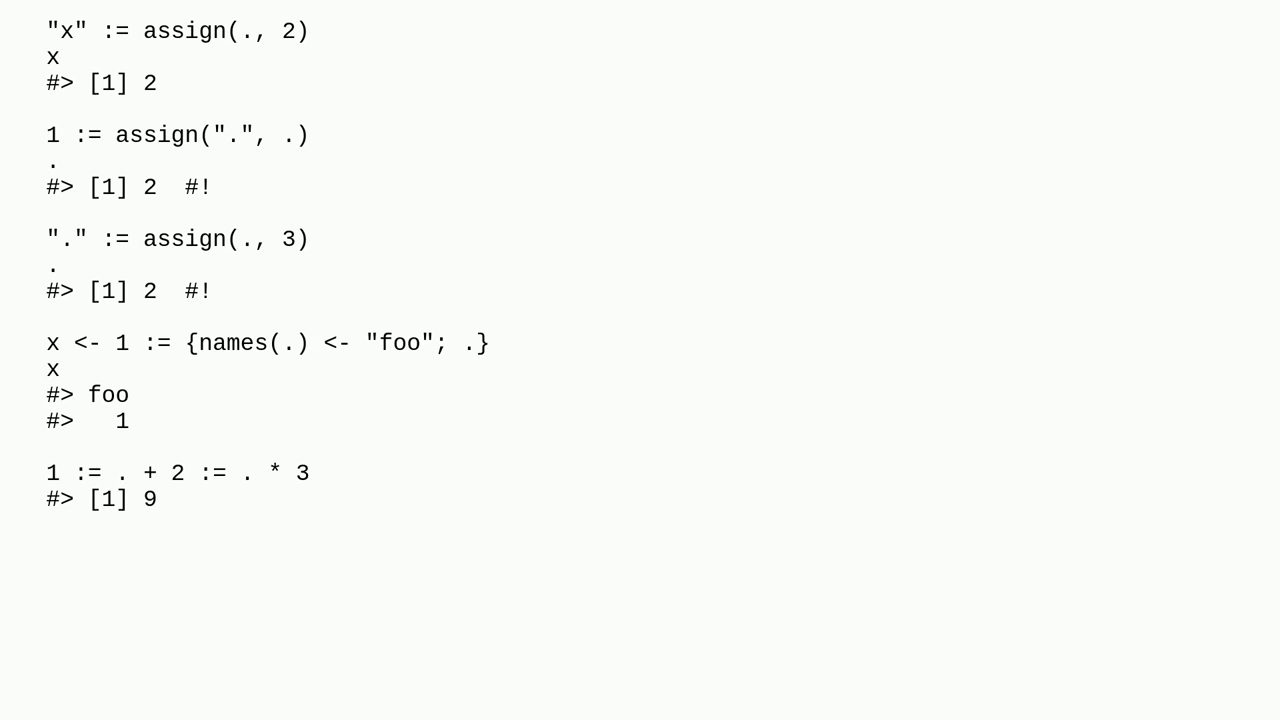 "x" := assign(., 2)
x
#> [1] 2
1 := assign(".", .)
.
#> [1] 2  #!
"." := assign(., 3)
.
#> [1] 2  #!
x <- 1 := {names(.) <- "foo"; .}
x
#> foo
#>   1
1 := . + 2 := . * 3
#> [1] 9